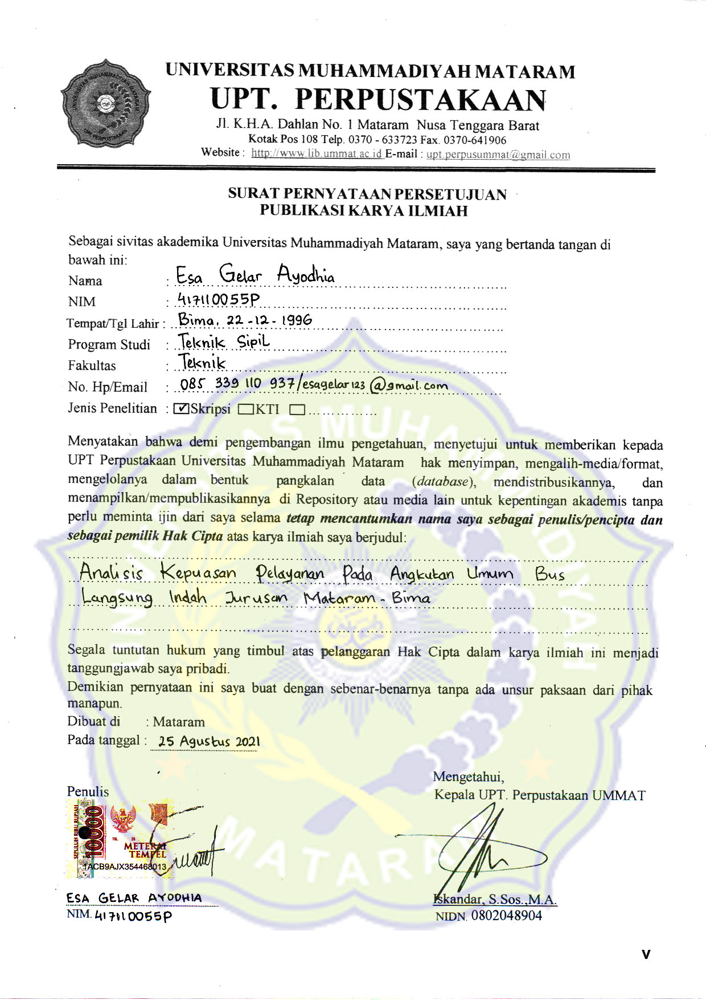 UNIVERSITAS MUHAMMADIYAH MATARAM
UPT. PERPUSTAKAAN
Jl. K.H.A. Dahlan No. 1 Mataram Nusa Tenggara Barat
Kotak Pos 108 Telp. 0370 - 633723 Fax. 0370-641906
Website : http://www.lib.ummat.ac.id E-mail : upt.perpusummat@gmail.com
SURAT PERNYATAAN PERSETUJUAN
PUBLIKASI KARYA ILMIAH
Sebagai sivitas akademika Universitas Muhammadiyah Mataram, saya yang bertanda tangan di
bawah ini:
Nama : Esa Gelar Ayodhia
NIM : 417110055P
Tempat/Tgl Lahir : Bima, 22-12-1996
Program Studi : Teknik Sipil
Fakultas : Teknik
No. Hp/Email : 085 339 110 937/esagelar123@gmail.com
Jenis Penelitian : ☑Skripsi ☐KTI ☐...............
Menyatakan bahwa demi pengembangan ilmu pengetahuan, menyetujui untuk memberikan kepada
UPT Perpustakaan Universitas Muhammadiyah Mataram hak menyimpan, mengalih-media/format,
mengelolanya dalam bentuk pangkalan data (database), mendistribusikannya, dan
menampilkan/mempublikasikannya di Repository atau media lain untuk kepentingan akademis tanpa
perlu meminta ijin dari saya selama tetap mencantumkan nama saya sebagai penulis/pencipta dan
sebagai pemilik Hak Cipta atas karya ilmiah saya berjudul:
Analisis Kepuasan Pelayanan Pada Angkutan Umum Bus
Langsung Indah Jurusan Mataram - Bima
Segala tuntutan hukum yang timbul atas pelanggaran Hak Cipta dalam karya ilmiah ini menjadi
tanggungjawab saya pribadi.
Demikian pernyataan ini saya buat dengan sebenar-benarnya tanpa ada unsur paksaan dari pihak
manapun.
Dibuat di : Mataram
Pada tanggal : 25 Agustus 2021
Mengetahui,
Penulis
Kepala UPT. Perpustakaan UMMAT
SEPULUH RIBU RUPIAH
10000
TGL. 20
METERAI
TEMPEL
1ACB9AJX354468013
ESA GELAR AYODHIA
NIM. 417110055P
Iskandar, S.Sos.,M.A.
NIDN. 0802048904
UNIVERSITAS MUHAMMADIYAH
MATARAM
v